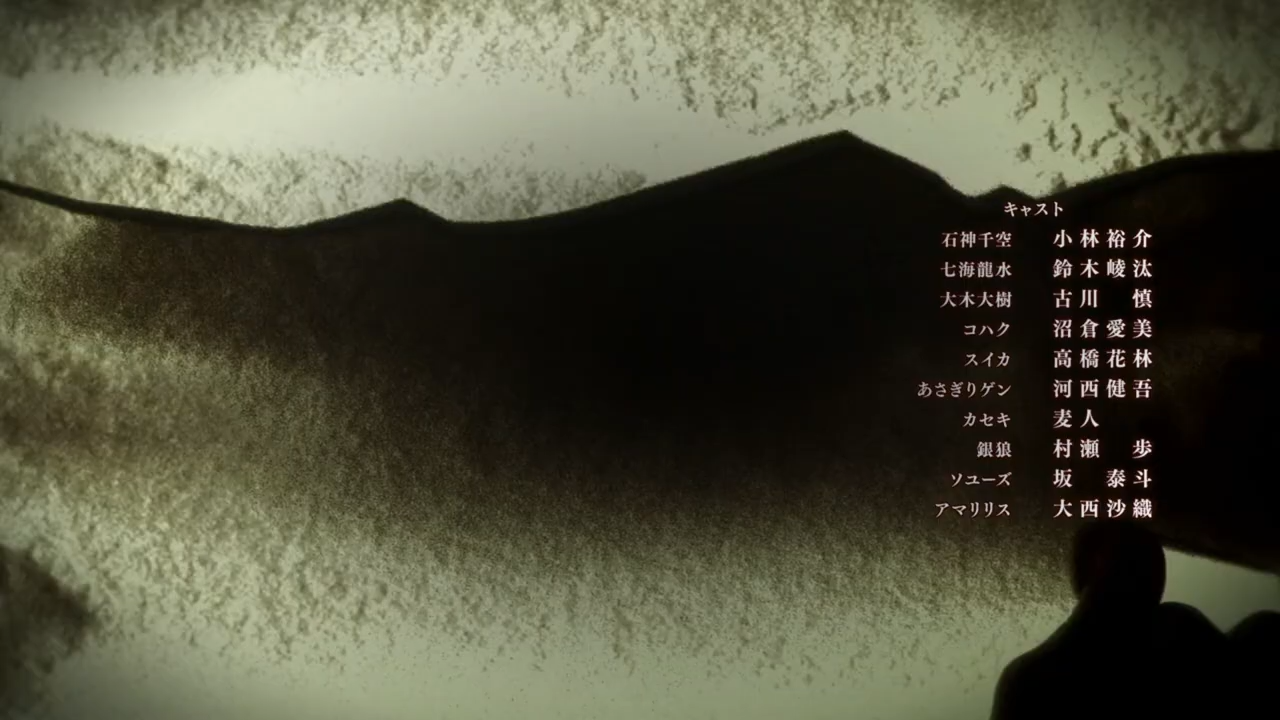 キャスト
石神千空 小林裕介
七海龍水 鈴木崚汰
大木大樹 古川 慎
コハク 沼倉愛美
スイカ 高橋花林
あさぎりゲン 河西健吾
カセキ 麦人
銀狼 村瀬 歩
ソユーズ 坂 泰斗
アマリリス 大西沙織